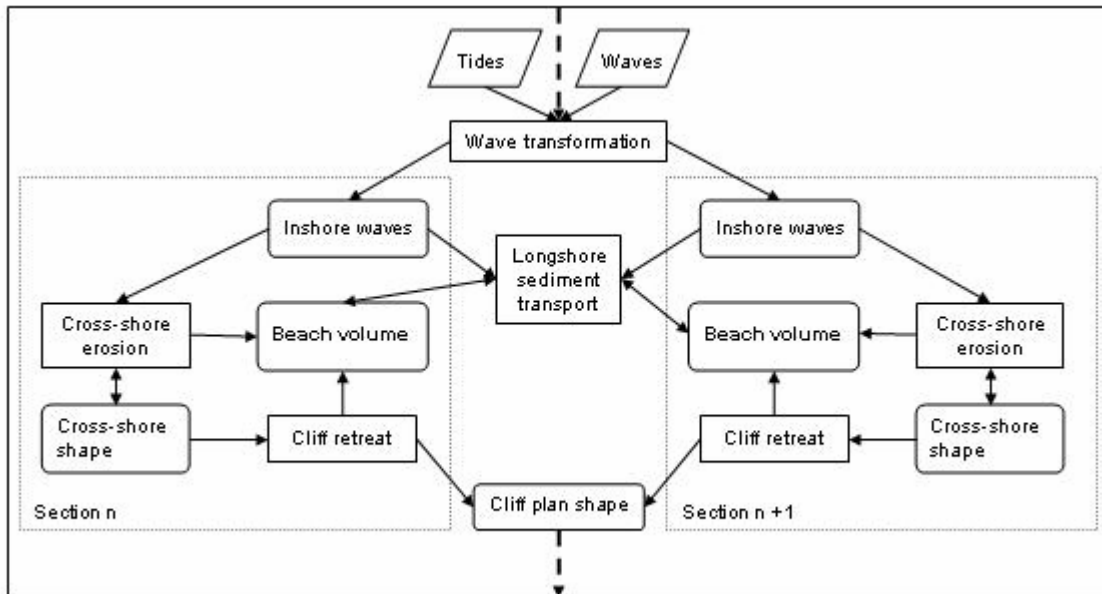 Tides
Waves
Wave transformation
Inshore waves
Inshore waves
Longshore
sediment
transport
Cross-shore
erosion
Beach volume
Beach volume
Cross-shore
erosion
Cross-shore
shape
Cliff retreat
Cliff retreat
Cross-shore
shape
Cliff plan shape
Section n
Section n +1